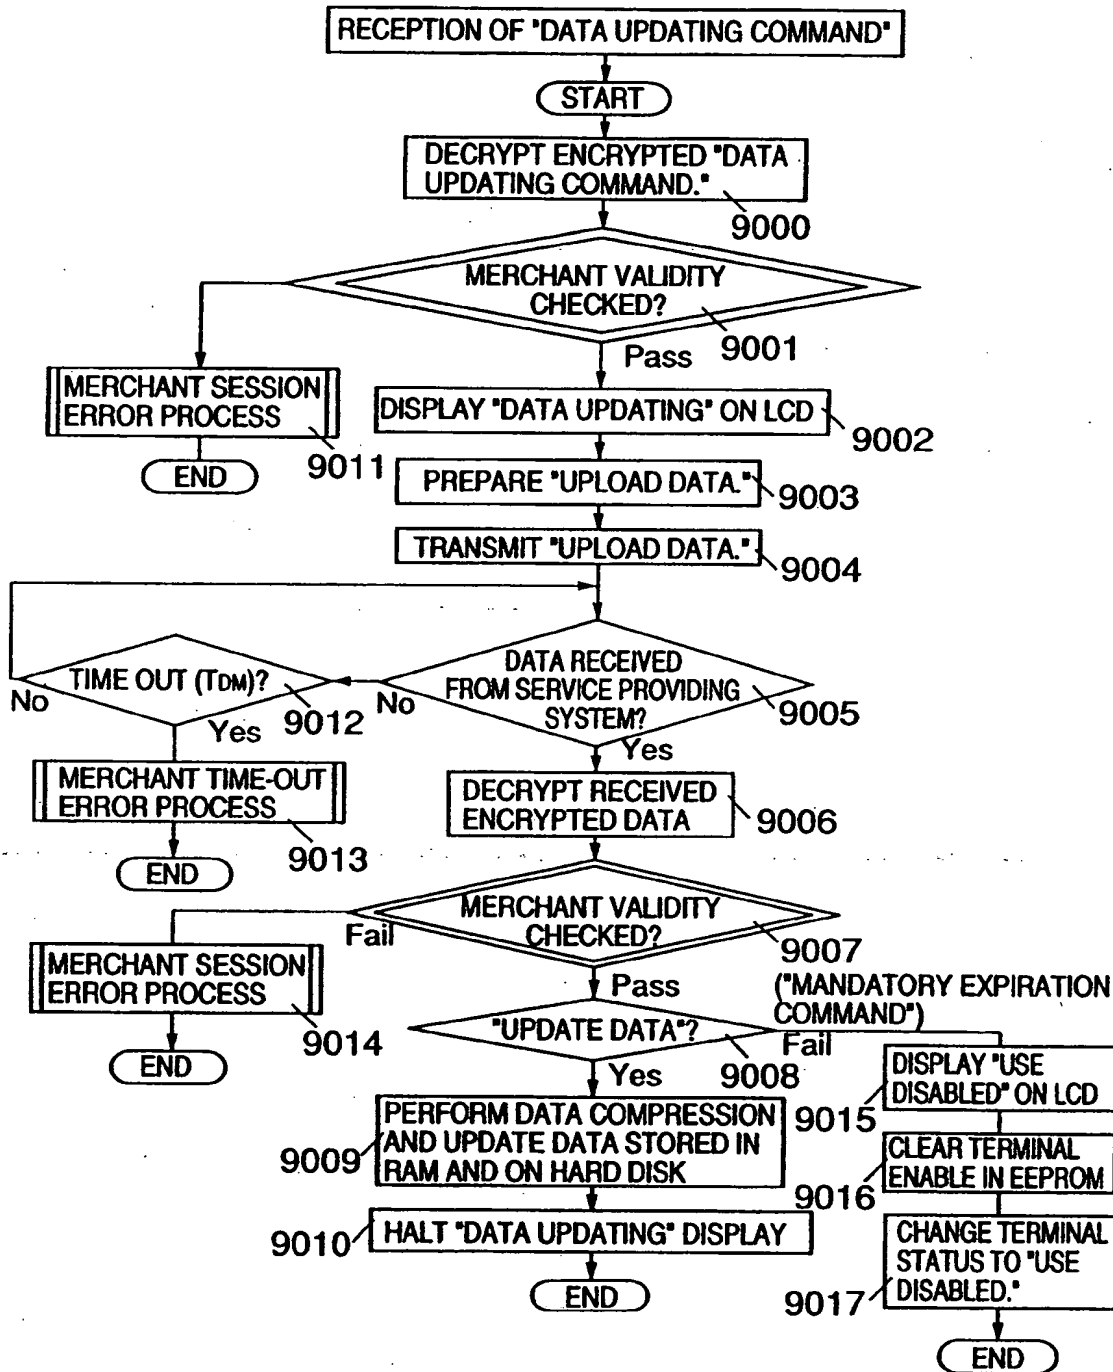 RECEPTION OF "DATA UPDATING COMMAND"
START
DECRYPT ENCRYPTED "DATA
UPDATING COMMAND."
9000
MERCHANT VALIDITY
CHECKED?
9001
Pass
MERCHANT SESSION
ERROR PROCESS
9011
END
DISPLAY "DATA UPDATING" ON LCD
9002
PREPARE "UPLOAD DATA."
9003
TRANSMIT "UPLOAD DATA."
9004
DATA RECEIVED
FROM SERVICE PROVIDING
SYSTEM?
9005
No
Yes
TIME OUT (TDM)?
9012
No
Yes
MERCHANT TIME-OUT
ERROR PROCESS
9013
END
DECRYPT RECEIVED
ENCRYPTED DATA
9006
MERCHANT VALIDITY
CHECKED?
9007
Fail
Pass
MERCHANT SESSION
ERROR PROCESS
9014
END
"UPDATE DATA"?
9008
Yes
("MANDATORY EXPIRATION
COMMAND")
Fail
PERFORM DATA COMPRESSION
AND UPDATE DATA STORED IN
RAM AND ON HARD DISK
9009
HALT "DATA UPDATING" DISPLAY
9010
END
DISPLAY "USE
DISABLED" ON LCD
9015
CLEAR TERMINAL
ENABLE IN EEPROM
9016
CHANGE TERMINAL
STATUS TO "USE
DISABLED."
9017
END